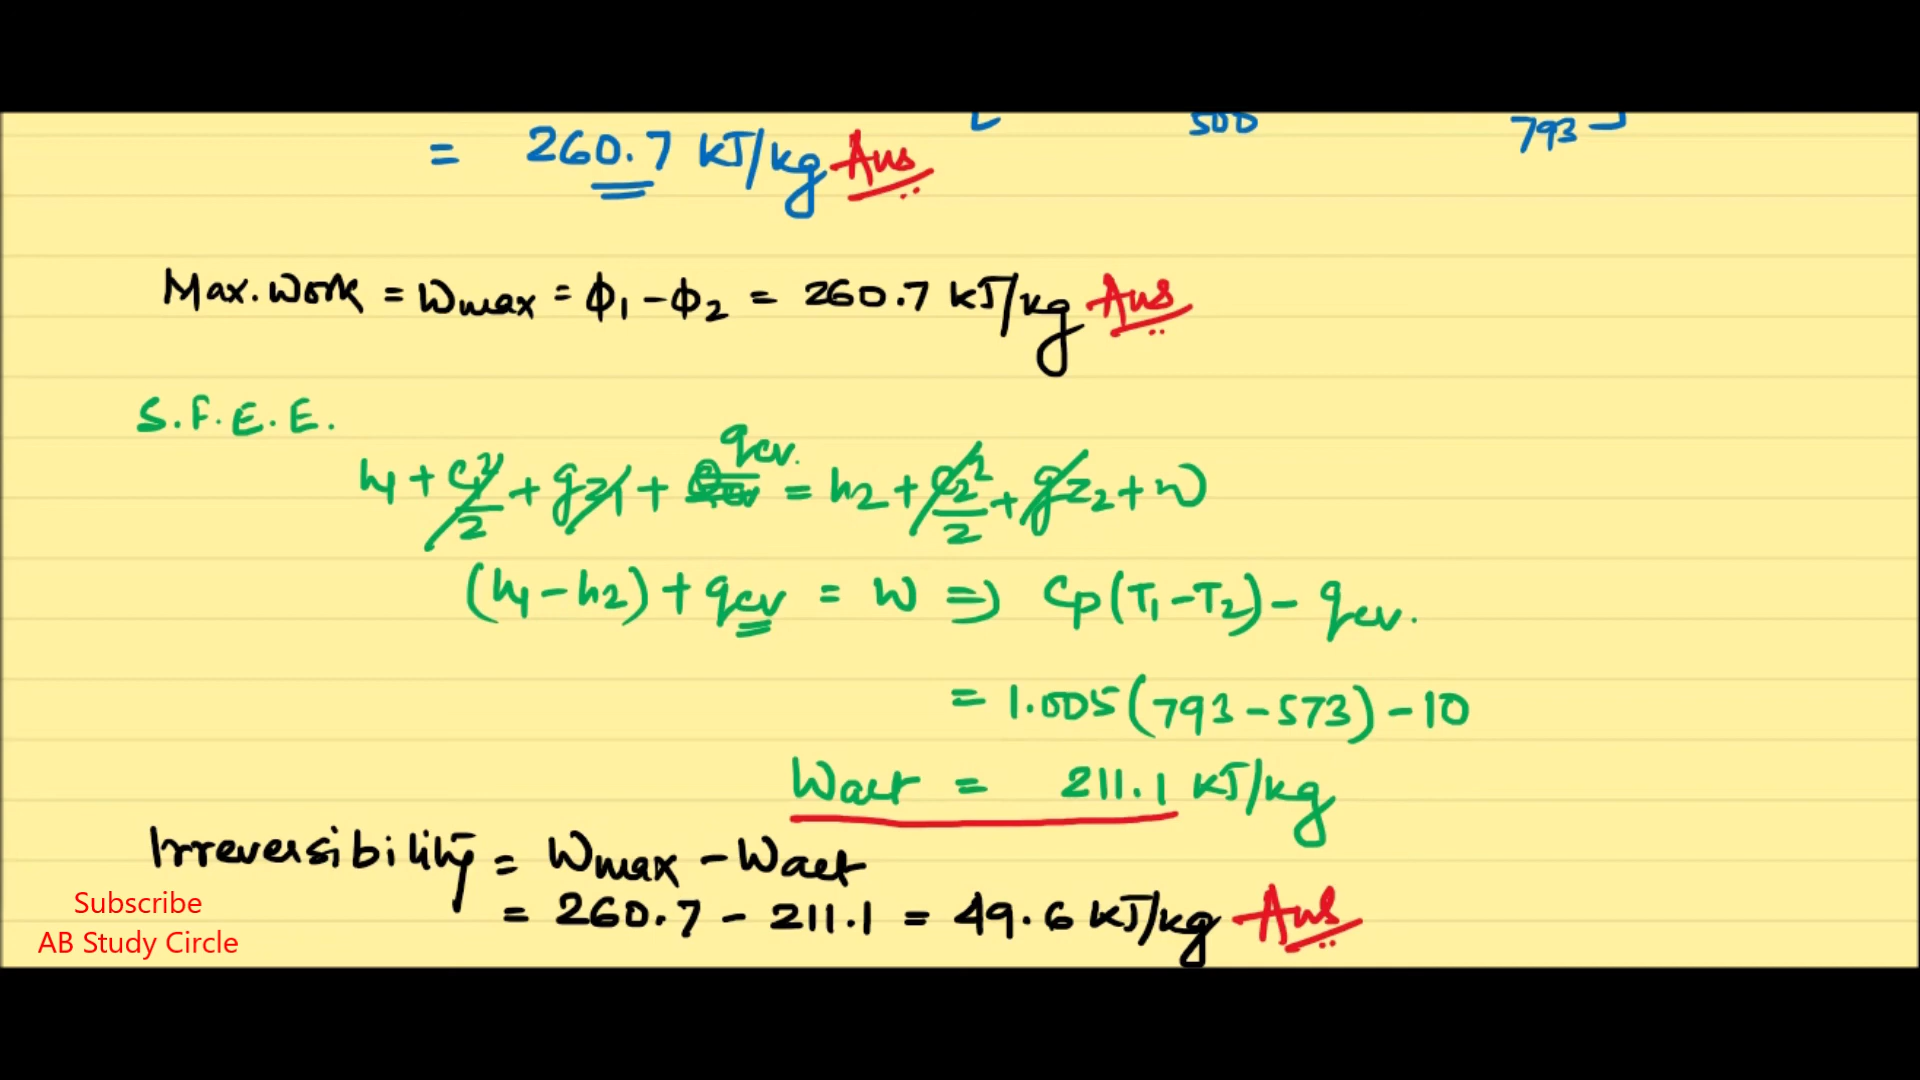 500 793
= 260.7 kJ/kg Ans
Max. Work = Wmax = ϕ₁ - ϕ₂ = 260.7 kJ/kg Ans
S.F.E.E.
qcv.
h₁ + c₁²/2 + gz₁ + = h₂ + c₂²/2 + gz₂ + w
(h₁ - h₂) + qcv = w ⇒ Cp(T₁ - T₂) - qcv.
= 1.005(793 - 573) - 10
Wact = 211.1 kJ/kg
Irreversibility = Wmax - Wact
= 260.7 - 211.1 = 49.6 kJ/kg Ans
Subscribe
AB Study Circle